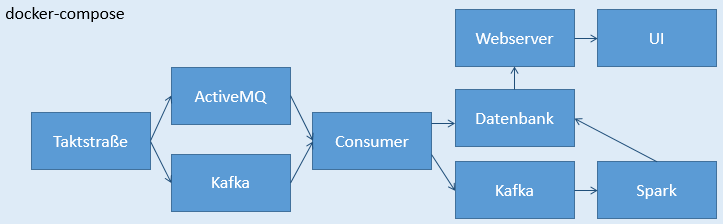 docker-compose
Webserver
UI
ActiveMQ
Datenbank
Taktstraße
Consumer
Kafka
Kafka
Spark